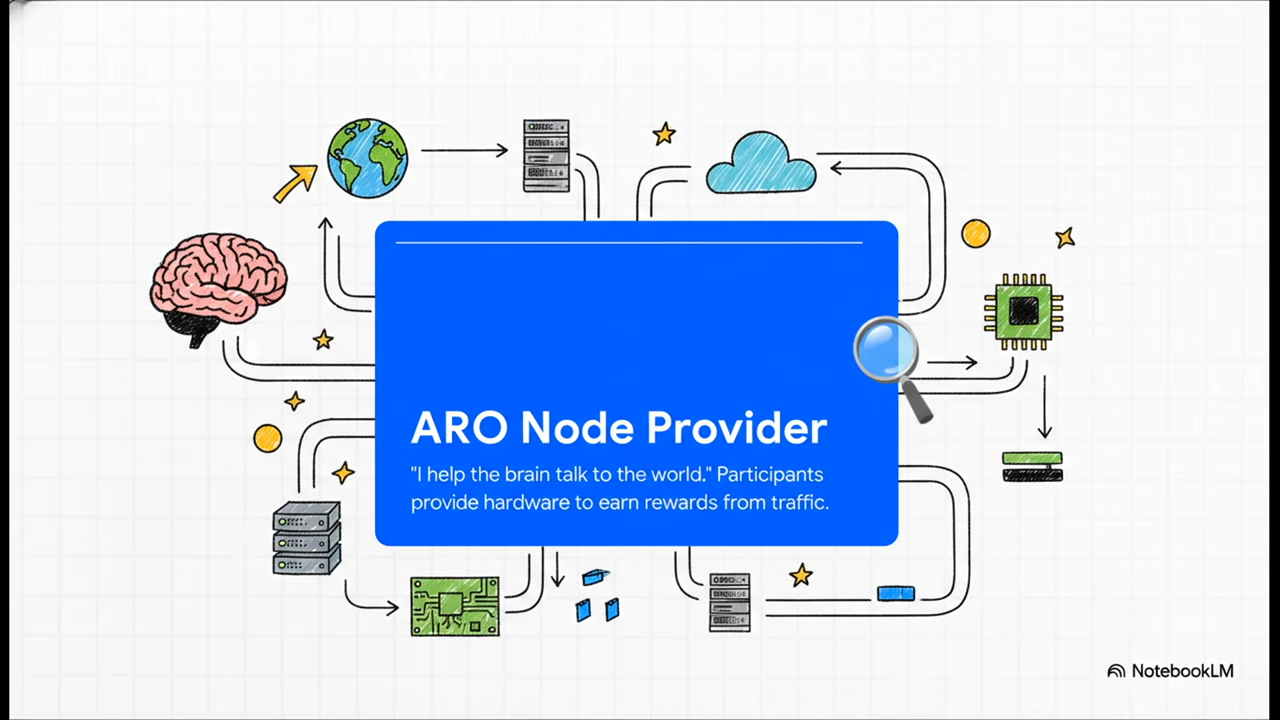 ARO Node Provider
"I help the brain talk to the world." Participants
provide hardware to earn rewards from traffic.
NotebookLM